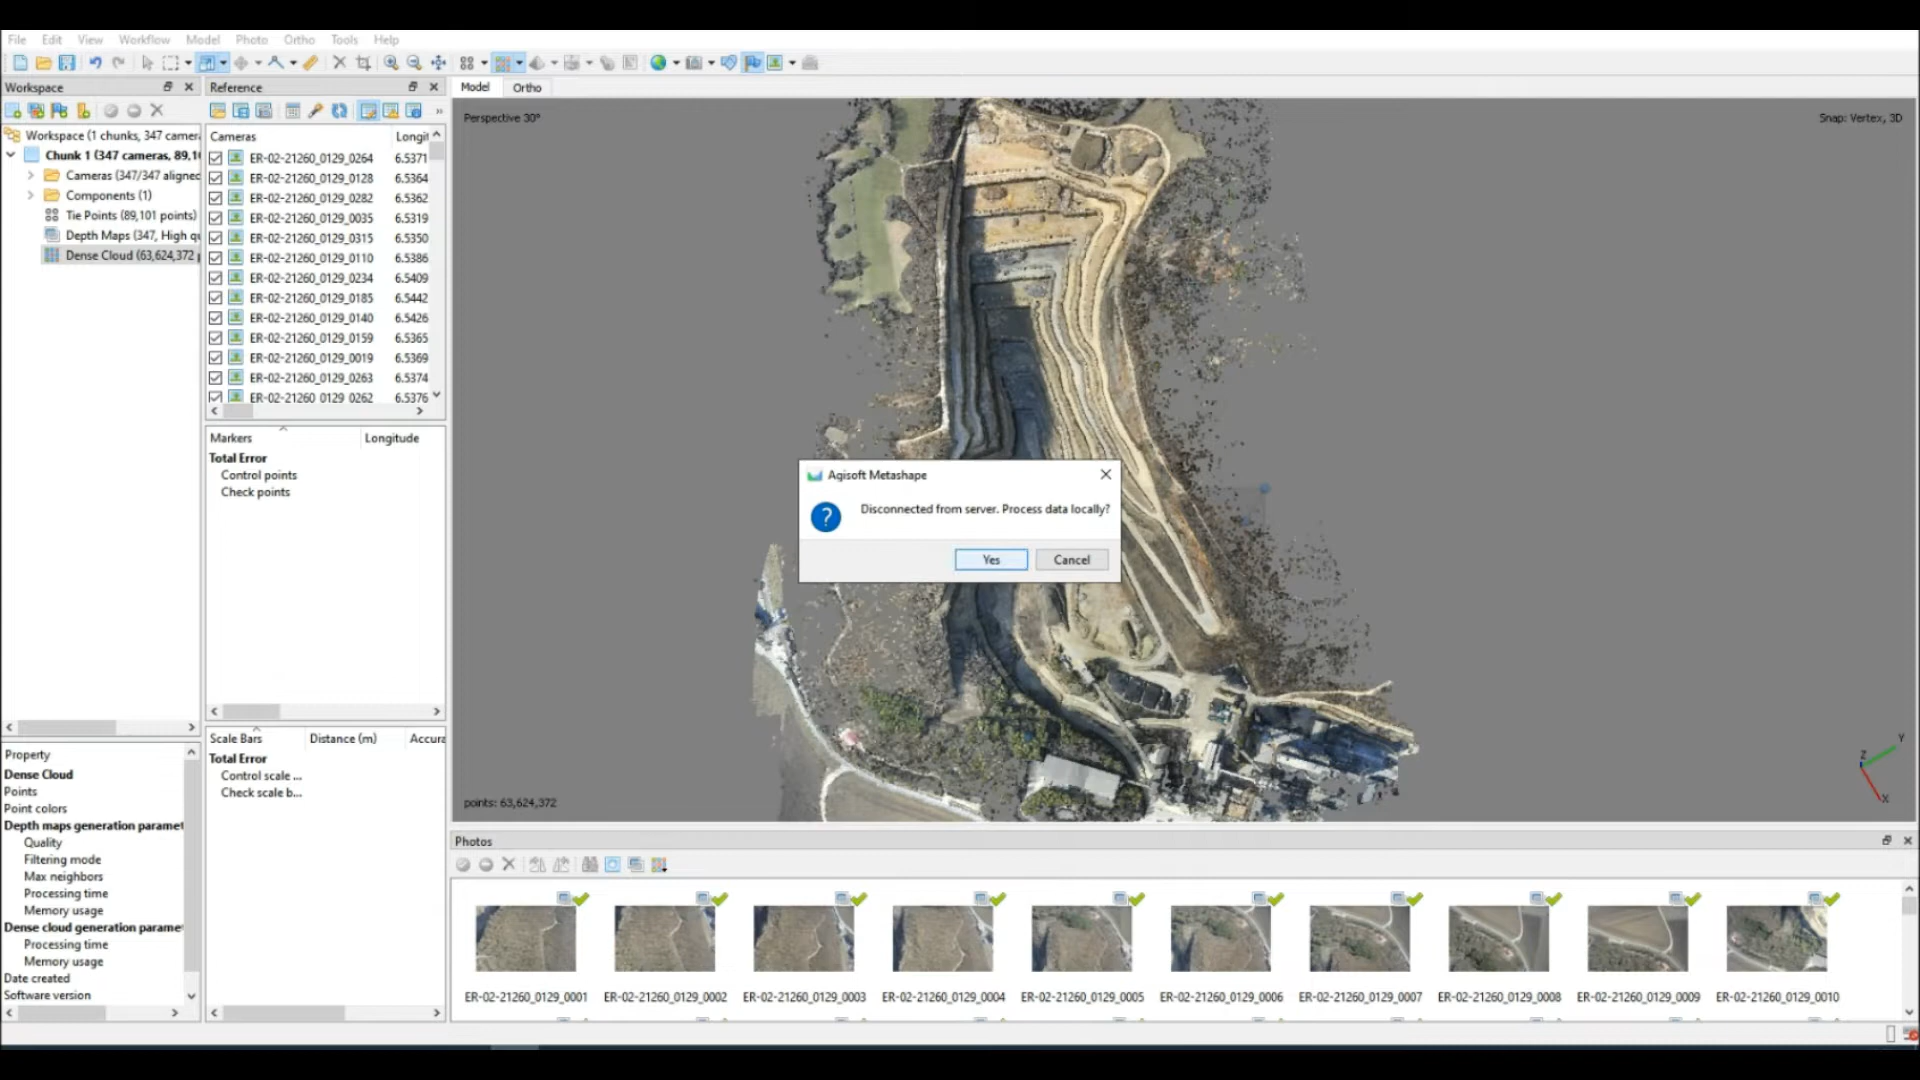 File Edit View Workflow Model Photo Ortho Tools Help
Workspace
Reference
Model Ortho
Workspace (1 chunks, 347 camera
Chunk 1 (347 cameras, 89,1
Cameras (347/347 aligned
Components (1)
Tie Points (89,101 points)
Depth Maps (347, High qu
Dense Cloud (63,624,372 p
Cameras Longit
ER-02-21260_0129_0264 6.5371
ER-02-21260_0129_0128 6.5364
ER-02-21260_0129_0282 6.5362
ER-02-21260_0129_0035 6.5319
ER-02-21260_0129_0315 6.5350
ER-02-21260_0129_0110 6.5386
ER-02-21260_0129_0234 6.5409
ER-02-21260_0129_0185 6.5442
ER-02-21260_0129_0140 6.5426
ER-02-21260_0129_0159 6.5365
ER-02-21260_0129_0019 6.5369
ER-02-21260_0129_0263 6.5374
ER-02-21260_0129_0262 6.5376
Markers Longitude
Total Error
Control points
Check points
Scale Bars Distance (m) Accura
Total Error
Control scale ...
Check scale b...
Property
Dense Cloud
Points
Point colors
Depth maps generation paramet
Quality
Filtering mode
Max neighbors
Processing time
Memory usage
Dense cloud generation paramet
Processing time
Memory usage
Date created
Software version
Perspective 30°
Snap: Vertex, 3D
Agisoft Metashape
Disconnected from server. Process data locally?
Yes Cancel
points: 63,624,372
Y
Z
X
Photos
ER-02-21260_0129_0001 ER-02-21260_0129_0002 ER-02-21260_0129_0003 ER-02-21260_0129_0004 ER-02-21260_0129_0005 ER-02-21260_0129_0006 ER-02-21260_0129_0007 ER-02-21260_0129_0008 ER-02-21260_0129_0009 ER-02-21260_0129_0010